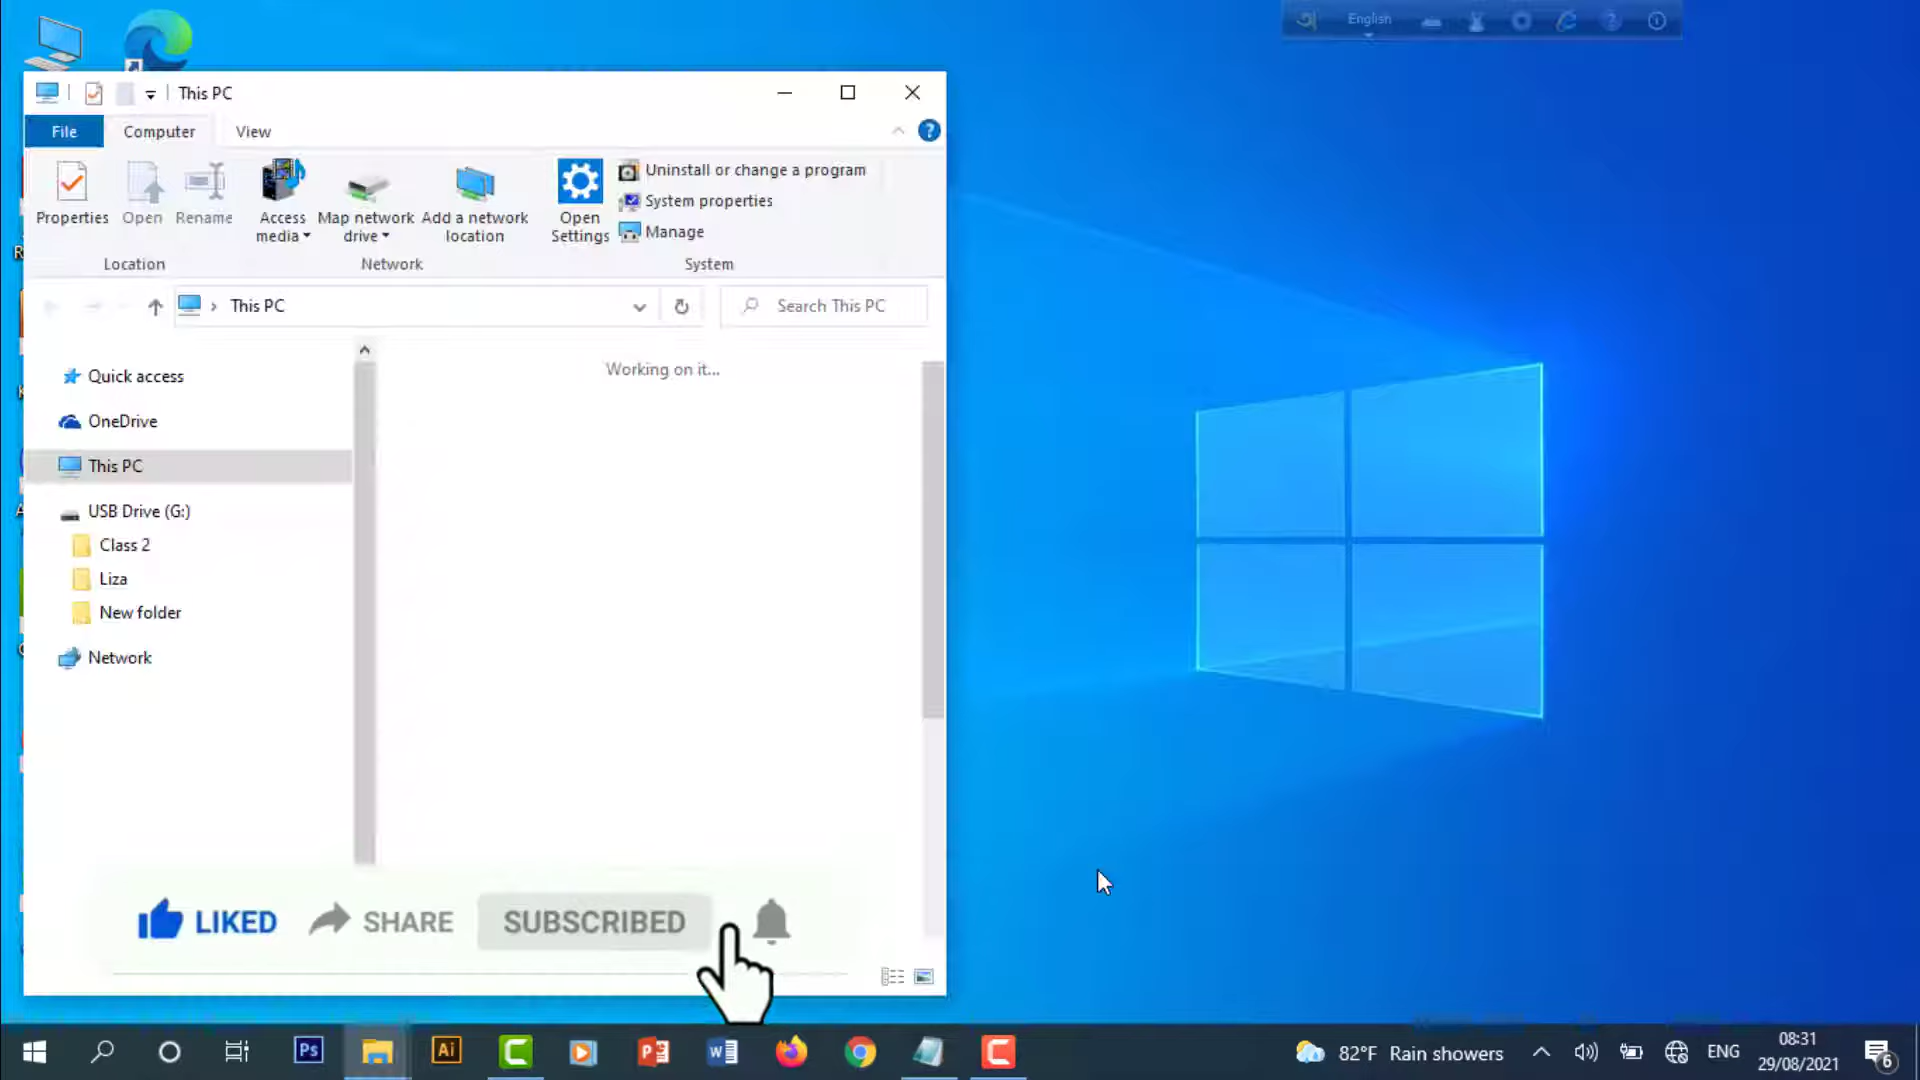 English
This PC
File
Computer
View
Properties
Open
Rename
Access
media
Map network
drive
Add a network
location
Open
Settings
Uninstall or change a program
System properties
Manage
Location
Network
System
This PC
Search This PC
Working on it...
Quick access
OneDrive
This PC
USB Drive (G:)
Class 2
Liza
New folder
Network
LIKED
SHARE
SUBSCRIBED
Ps
Ai
82°F Rain showers
ENG
08:31
29/08/2021
6